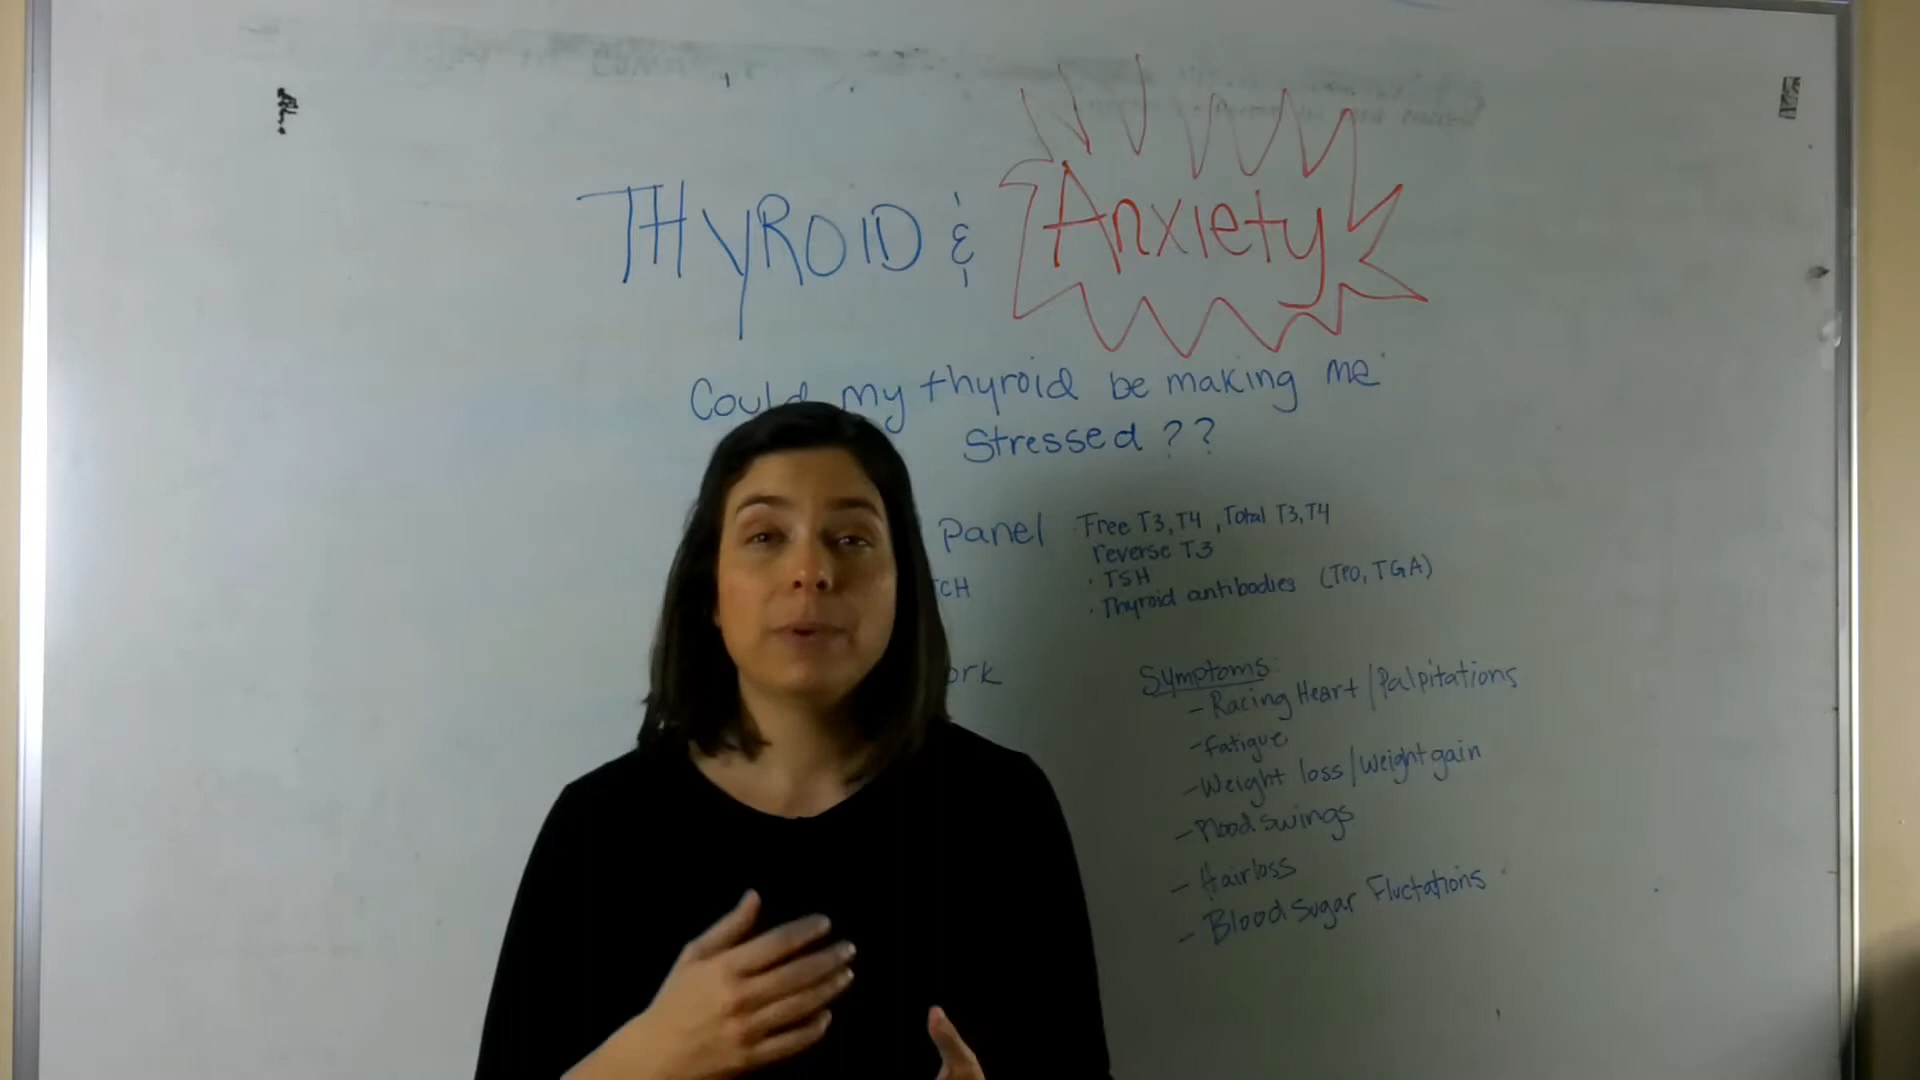 THYROID & Anxiety
Could my thyroid be making me
Stressed ??
Panel
Free T3, T4, Total T3, T4
reverse T3
· TSH
· Thyroid antibodies (TPO, TGA)
Symptoms:
- Racing Heart / Palpitations
- Fatigue
- Weight loss / Weight gain
- Mood swings
- Hairloss
- Blood sugar Fluctations